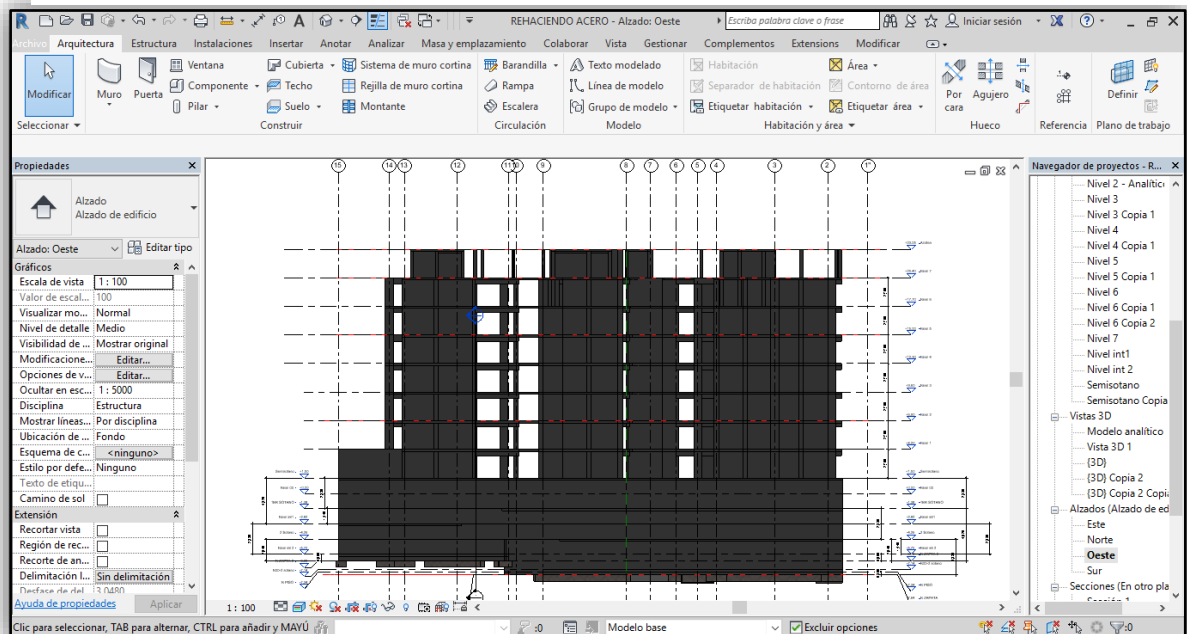 REHACIENDO ACERO - Alzado: Oeste
Escriba palabra clave o frase
Iniciar sesión
Archivo Arquitectura Estructura Instalaciones Insertar Anotar Analizar Masa y emplazamiento Colaborar Vista Gestionar Complementos Extensions Modificar
Modificar
Muro
Puerta
Ventana
Componente
Pilar
Cubierta
Techo
Suelo
Sistema de muro cortina
Rejilla de muro cortina
Montante
Barandilla
Rampa
Escalera
Texto modelado
Línea de modelo
Grupo de modelo
Habitación
Separador de habitación
Etiquetar habitación
Área
Contorno de área
Etiquetar área
Por cara
Agujero
Definir
Seleccionar Construir Circulación Modelo Habitación y área Hueco Referencia Plano de trabajo
Propiedades
Alzado
Alzado de edificio
Alzado: Oeste Editar tipo
Gráficos
Escala de vista 1 : 100
Valor de escal... 100
Visualizar mo... Normal
Nivel de detalle Medio
Visibilidad de ... Mostrar original
Modificacione... Editar...
Opciones de v... Editar...
Ocultar en esc... 1 : 5000
Disciplina Estructura
Mostrar líneas... Por disciplina
Ubicación de ... Fondo
Esquema de c... <ninguno>
Estilo por defe... Ninguno
Texto de etiqu...
Camino de sol
Extensión
Recortar vista
Región de rec...
Recorte de an...
Delimitación l... Sin delimitación
Desfase de del... 3.0480
Ayuda de propiedades Aplicar
15 14 13 12 11 9 8 7 6 5 4 3 2 1"
1 : 100
Navegador de proyectos - R...
Nivel 2 - Analític
Nivel 3
Nivel 3 Copia 1
Nivel 4
Nivel 4 Copia 1
Nivel 5
Nivel 5 Copia 1
Nivel 6
Nivel 6 Copia 1
Nivel 6 Copia 2
Nivel 7
Nivel int1
Nivel int 2
Semisotano
Semisotano Copia
Vistas 3D
Modelo analítico
Vista 3D 1
{3D}
{3D} Copia 2
{3D} Copia 2 Copi
Alzados (Alzado de ed
Este
Norte
Oeste
Sur
Secciones (En otro pla
Sección 1
Clic para seleccionar, TAB para alternar, CTRL para añadir y MAYÚ
:0
Modelo base
Excluir opciones
:0